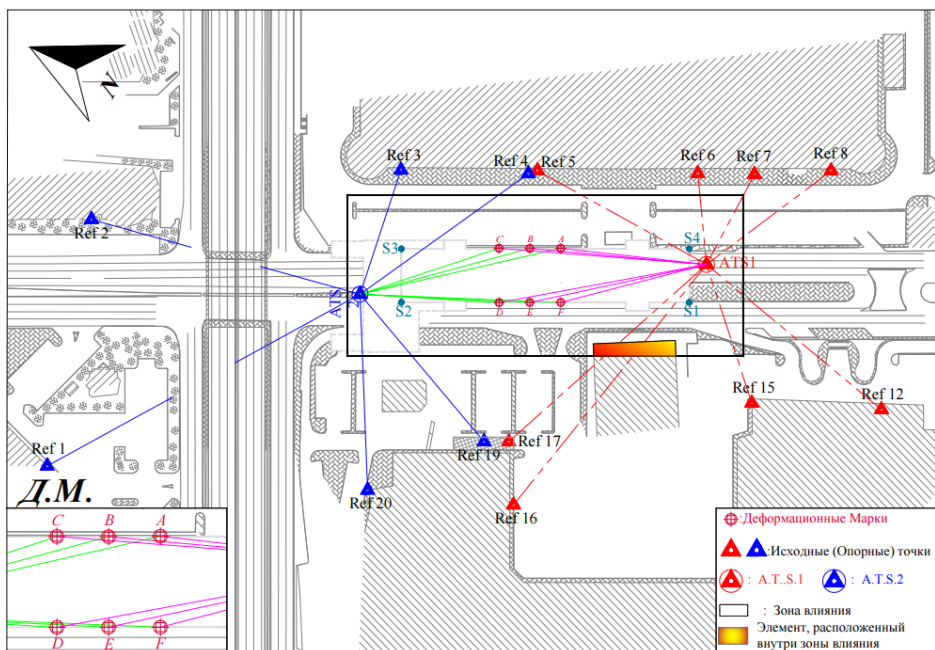 N
Ref 3
Ref 4
Ref 5
Ref 6
Ref 7
Ref 8
Ref 2
S3
C
B
A
S4
ATS1
ATS 2
S2
D
E
F
S1
Ref 15
Ref 12
Ref 1
Ref 19
Ref 17
Ref 20
Ref 16
Д.М.
C
B
A
D
E
F
:Деформационные Марки
:Исходные (Опорные) точки
: A.T..S.1
: A.T.S.2
: Зона влияния
Элемент, расположенный
внутри зоны влияния